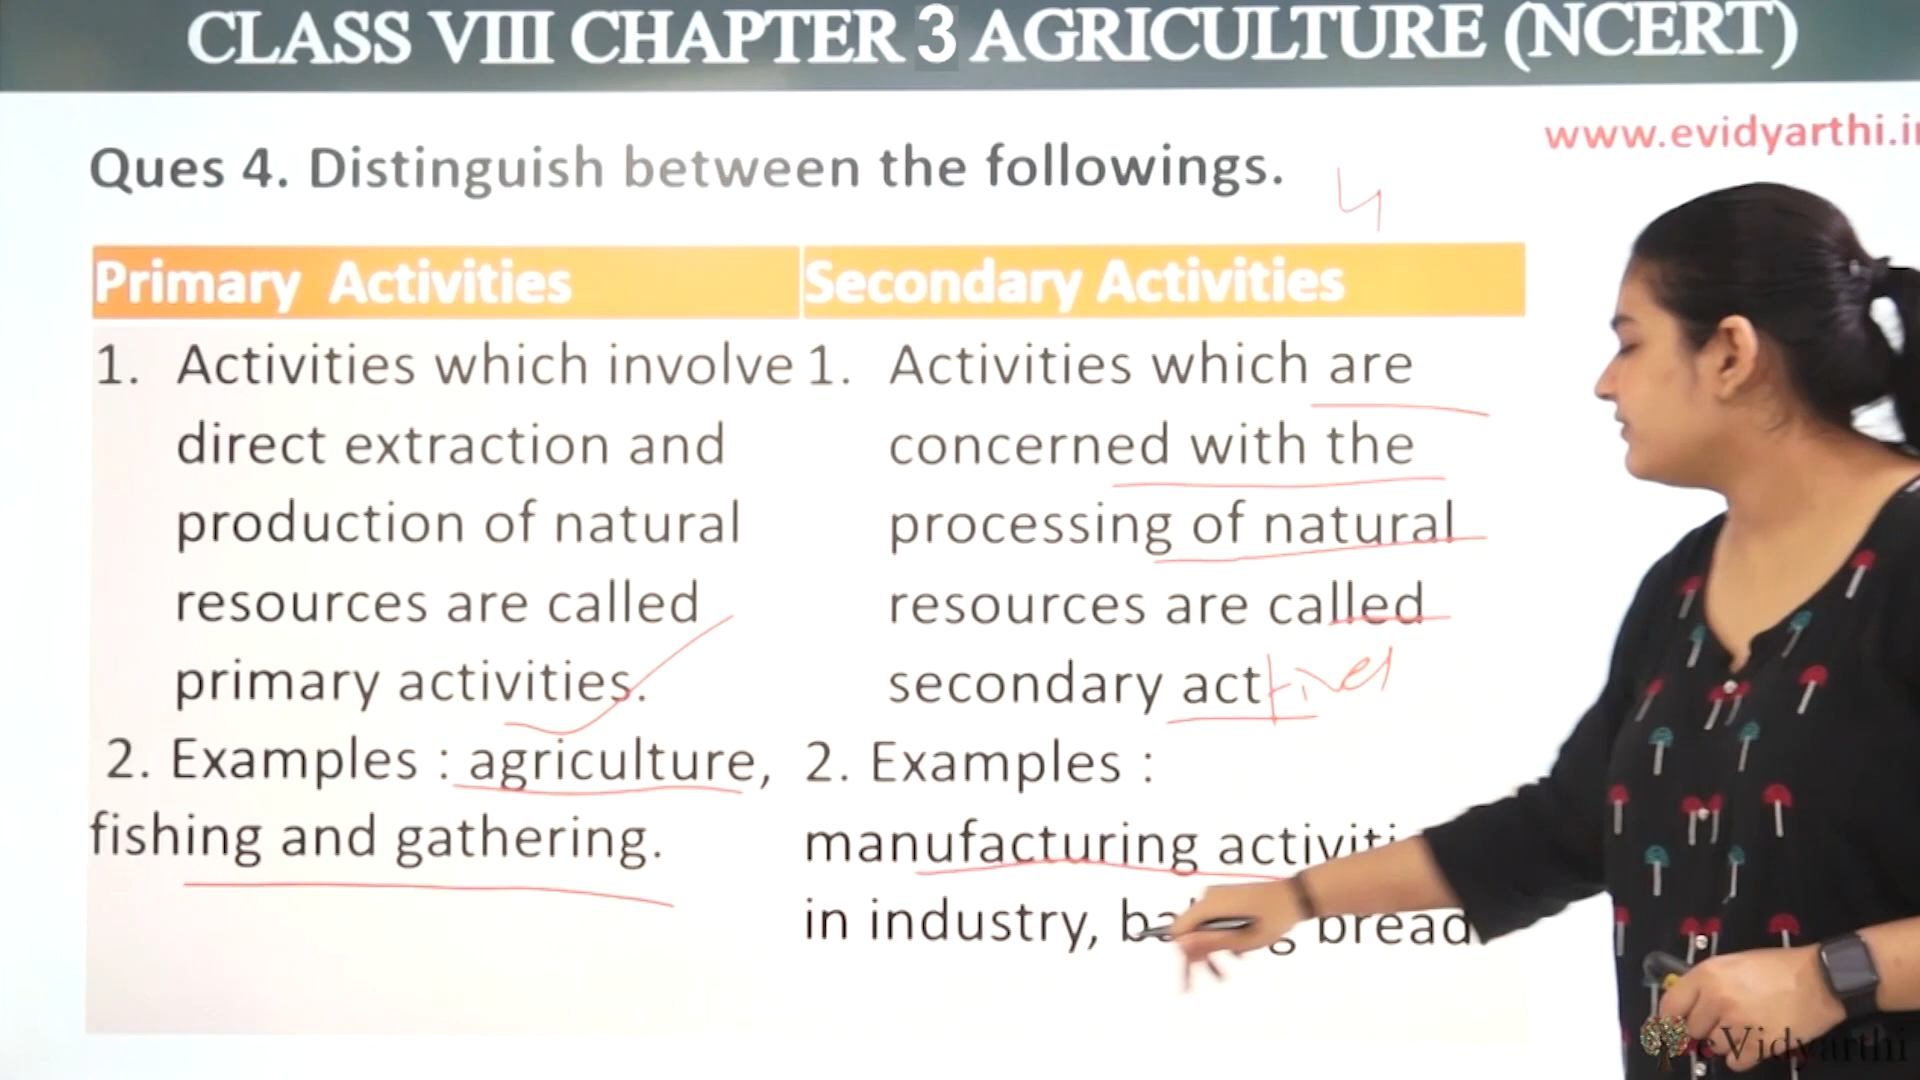 CLASS VIII CHAPTER 3 AGRICULTURE (NCERT)
www.evidyarthi.in
Ques 4. Distinguish between the followings.
4
Primary Activities
1. Activities which involve
direct extraction and
production of natural
resources are called
primary activities.
2. Examples : agriculture,
fishing and gathering.
Secondary Activities
1. Activities which are
concerned with the
processing of natural
resources are called
secondary act
2. Examples :
manufacturing activiti
in industry, bread
eVidyarthi